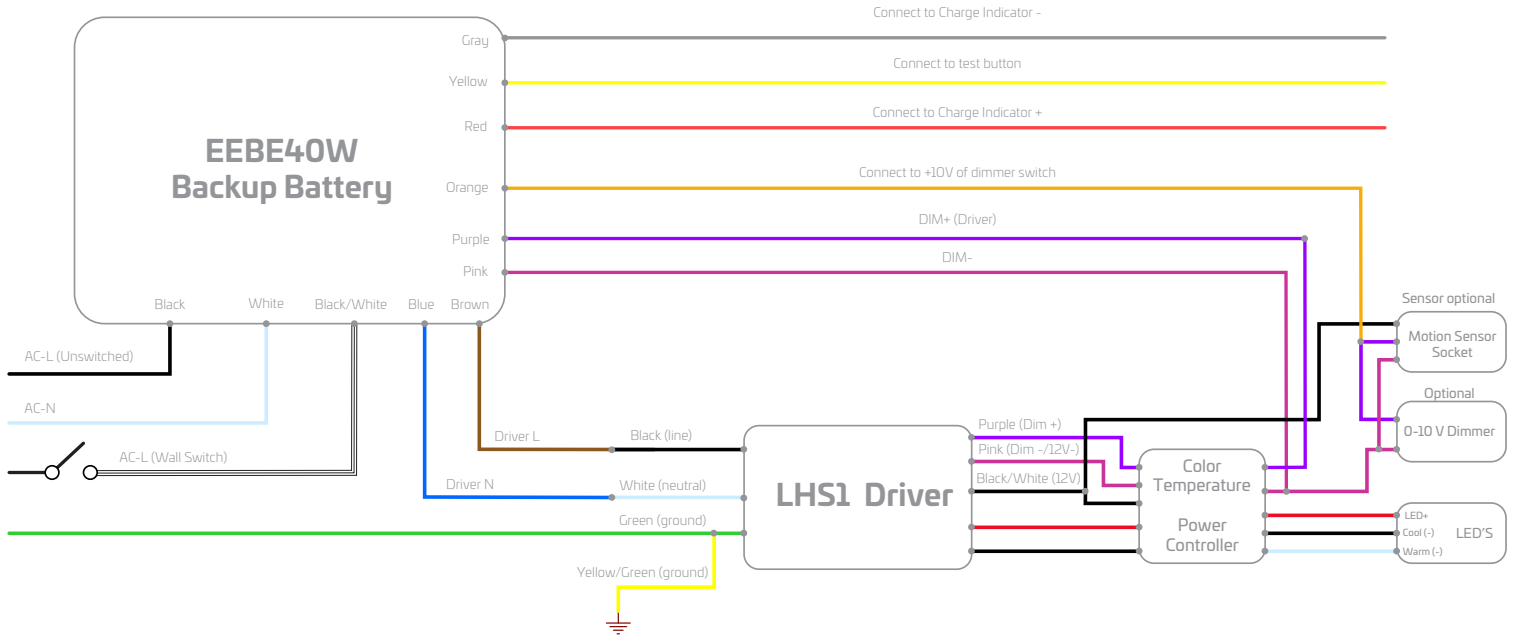 Connect to Charge Indicator -
Gray
Connect to test button
Yellow
Connect to Charge Indicator +
Red
EEBE40W
Backup Battery
Connect to +10V of dimmer switch
Orange
DIM+ (Driver)
Purple
DIM-
Pink
Black
White
Black/White
Blue
Brown
Sensor optional
Motion Sensor
Socket
AC-L (Unswitched)
Optional
AC-N
0-10 V Dimmer
Purple (Dim +)
Driver L
Black (line)
Pink (Dim -/12V-)
AC-L (Wall Switch)
Color
Temperature
Black/White (12V)
Driver N
White (neutral)
LHS1 Driver
Green (ground)
Power
Controller
LED+
Cool (-)
LED'S
Warm (-)
Yellow/Green (ground)